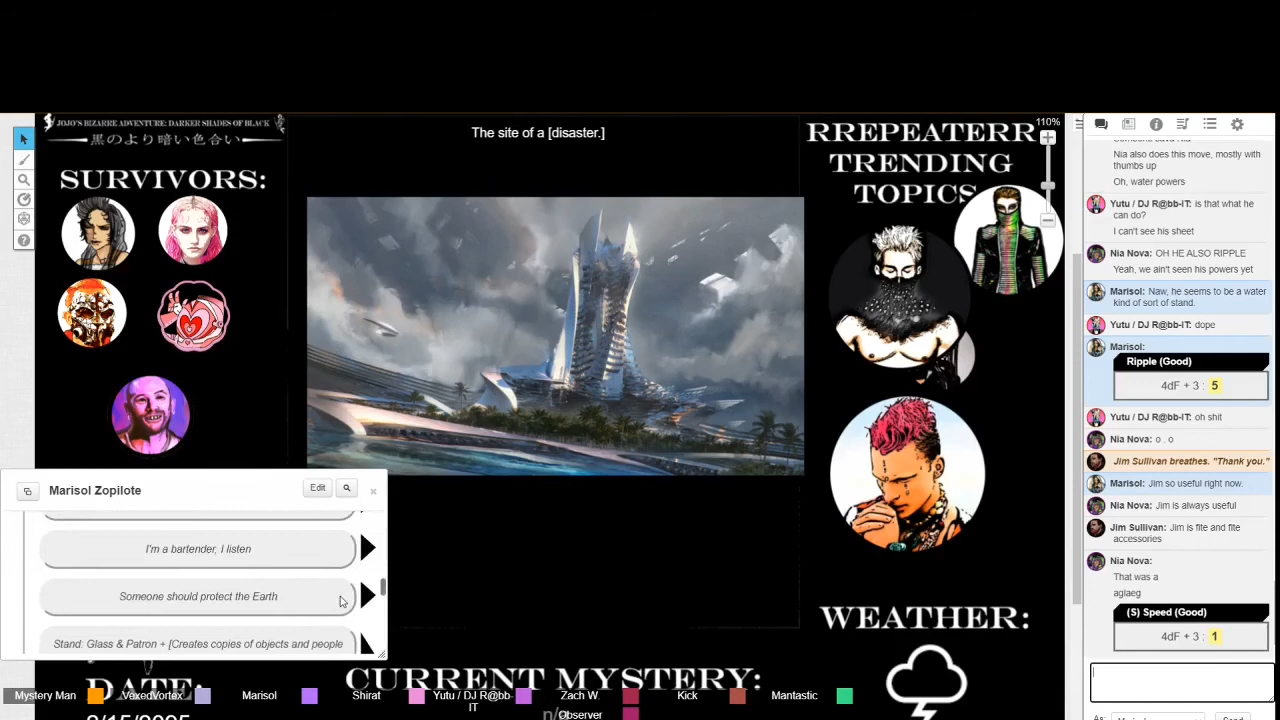 JOJO'S BIZARRE ADVENTURE: DARKER SHADES OF BLACK
黒のより暗い色合い
SURVIVORS:
The site of a [disaster.]
RREPEATERR
TRENDING
TOPICS
110%
WEATHER:
CURRENT MYSTERY:
DATE:
Marisol Zopilote
Edit
I'm a bartender, I listen
Someone should protect the Earth
Stand: Glass & Patron + [Creates copies of objects and people
Mystery Man
VexedVortex
Marisol
Shirat
Yutu / DJ R@bb-
IT
Zach W.
Kick
Mantastic
n/
Observer
Nia also does this move, mostly with
thumbs up
Oh, water powers
Yutu / DJ R@bb-IT: is that what he
can do?
I can't see his sheet
Nia Nova: OH HE ALSO RIPPLE
Yeah, we ain't seen his powers yet
Marisol: Naw, he seems to be a water
kind of sort of stand.
Yutu / DJ R@bb-IT: dope
Marisol:
Ripple (Good)
4dF + 3 : 5
Yutu / DJ R@bb-IT: oh shit
Nia Nova: o . o
Jim Sullivan breathes. "Thank you."
Marisol: Jim so useful right now.
Nia Nova: Jim is always useful
Jim Sullivan: Jim is fite and fite
accessories
Nia Nova:
That was a
aglaeg
(S) Speed (Good)
4dF + 3 : 1
As:
Send